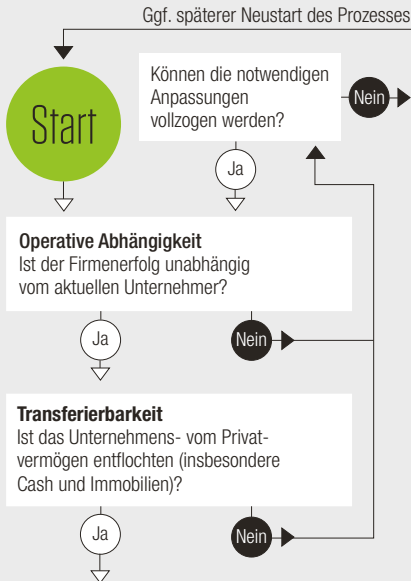 Ggf. späterer Neustart des Prozesses
Start
Können die notwendigen
Anpassungen
vollzogen werden?
Nein
Ja
Operative Abhängigkeit
Ist der Firmenerfolg unabhängig
vom aktuellen Unternehmer?
Ja
Nein
Transferierbarkeit
Ist das Unternehmens- vom Privat-
vermögen entflochten (insbesondere
Cash und Immobilien)?
Ja
Nein